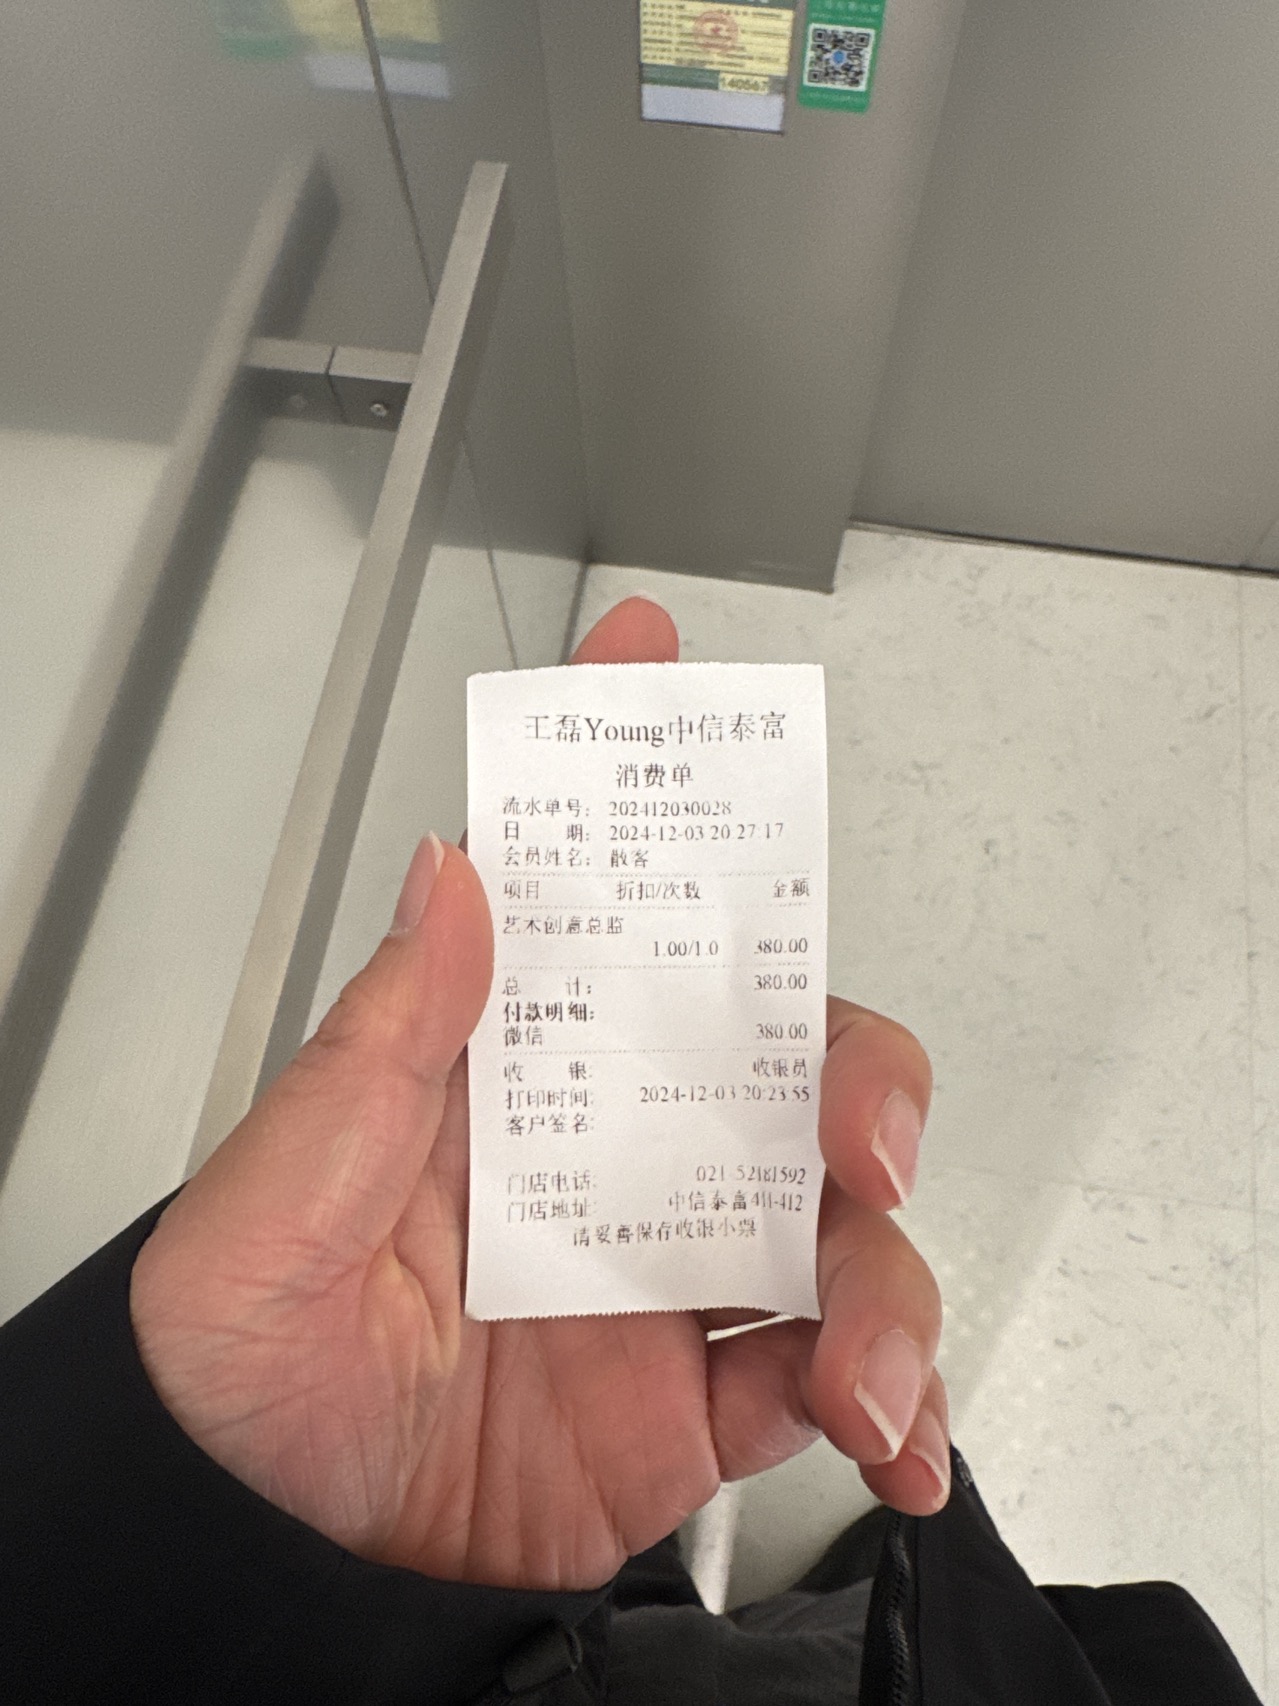 140567
王磊Young中信泰富
消费单
流水单号: 202412030028
日 期: 2024-12-03 20:27:17
会员姓名: 散客
项目 折扣/次数 金额
艺术创意总监
1.00/1.0 380.00
总 计: 380.00
付款明细:
微信 380.00
收 银: 收银员
打印时间: 2024-12-03 20:23:55
客户签名:
门店电话: 021-52181592
门店地址: 中信泰富411-412
请妥善保存收银小票